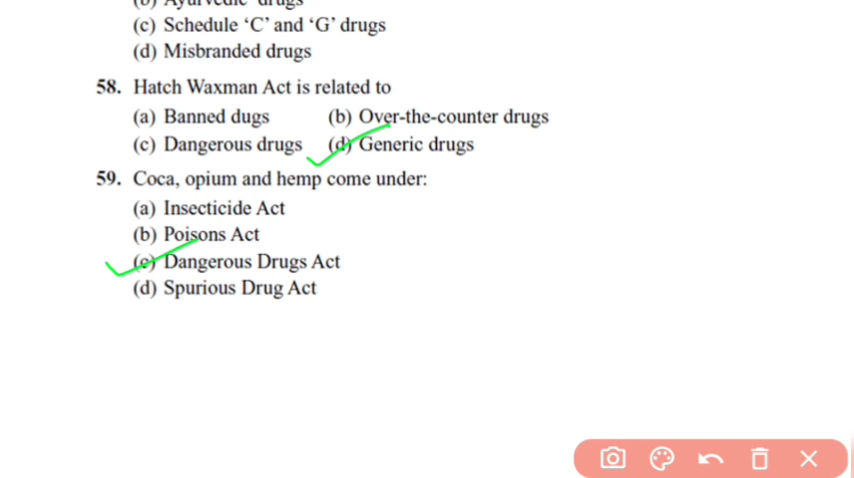 (b) Ayurvedic drugs
(c) Schedule ‘C’ and ‘G’ drugs
(d) Misbranded drugs
58. Hatch Waxman Act is related to
(a) Banned dugs (b) Over-the-counter drugs
(c) Dangerous drugs (d) Generic drugs
59. Coca, opium and hemp come under:
(a) Insecticide Act
(b) Poisons Act
(c) Dangerous Drugs Act
(d) Spurious Drug Act